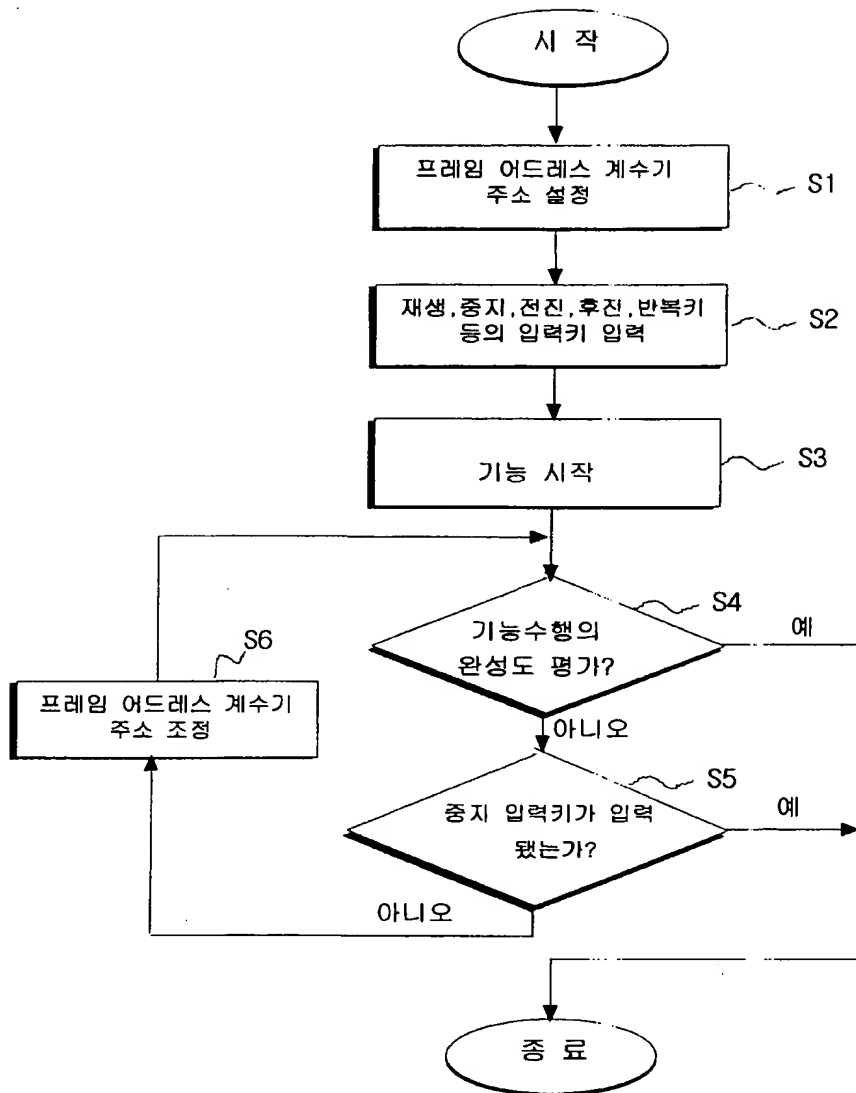 시 작
프레임 어드레스 계수기
주소 설정
S1
재생,중지,전진,후진,반복키
등의 입력키 입력
S2
기능 시작
S3
기능수행의
완성도 평가?
S4
예
아니오
S6
프레임 어드레스 계수기
주소 조정
중지 입력키가 입력
됐는가?
S5
예
아니오
종 료